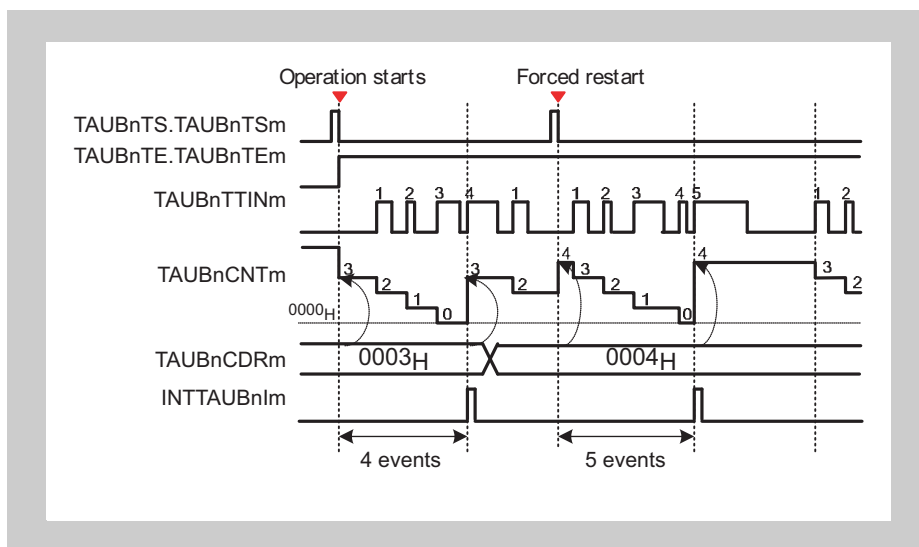 Operation starts Forced restart
TAUBnTS.TAUBnTSm
TAUBnTE.TAUBnTEm
TAUBnTTINm 1 2 3 4 1 1 2 3 4 5 1 2
TAUBnCNTm 3 2 1 0 3 2 4 3 2 1 0 4 3 2
0000H
TAUBnCDRm 0003H 0004H
INTTAUBnIm
4 events 5 events